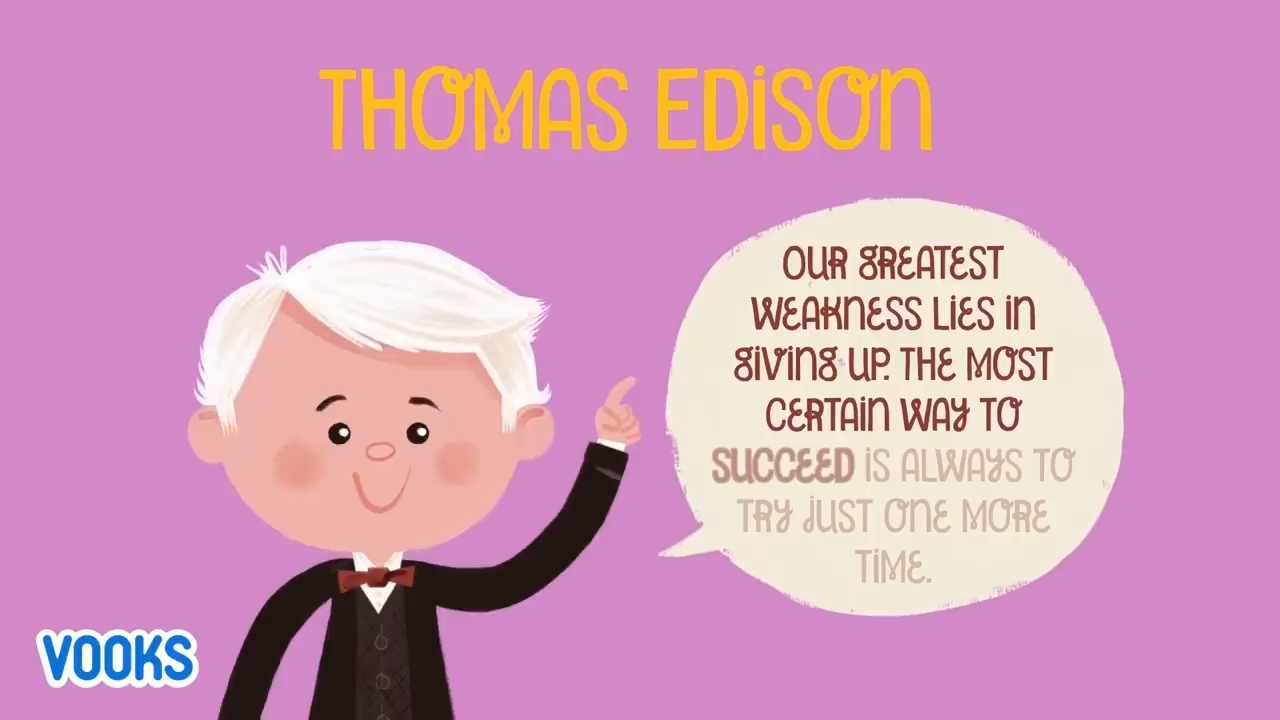 THOMAS EDISON
OUR GREATEST
WEAKNESS LIES IN
GIVING UP. THE MOST
CERTAIN WAY TO
SUCCEED IS ALWAYS TO
TRY JUST ONE MORE
TIME.
VOOKS